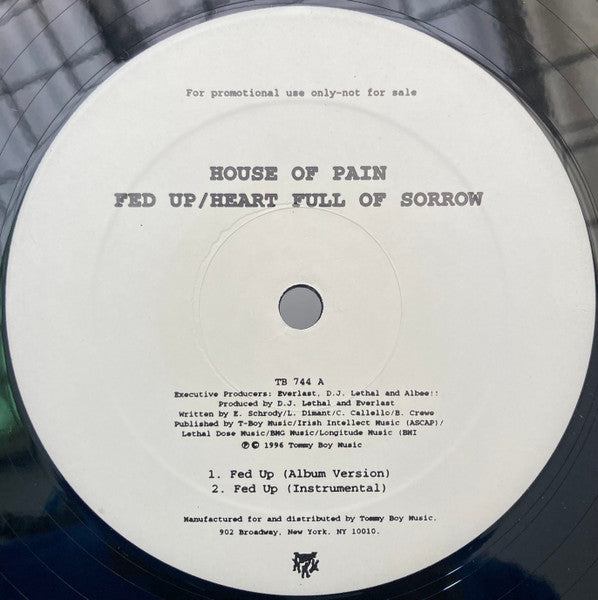 For promotional use only-not for sale
HOUSE OF PAIN
FED UP/HEART FULL OF SORROW
TB 744 A
Executive Producers: Everlast, D.J. Lethal and Albee!!
Produced by D.J. Lethal and Everlast
Written by E. Schrody/L. Dimant/C. Callello/B. Crewe
Published by T-Boy Music/Irish Intellect Music (ASCAP)/
Lethal Dose Music/BMG Music/Longitude Music (BMI
℗ © 1996 Tommy Boy Music
1. Fed Up (Album Version)
2. Fed Up (Instrumental)
Manufactured for and distributed by Tommy Boy Music,
902 Broadway, New York, NY 10010.